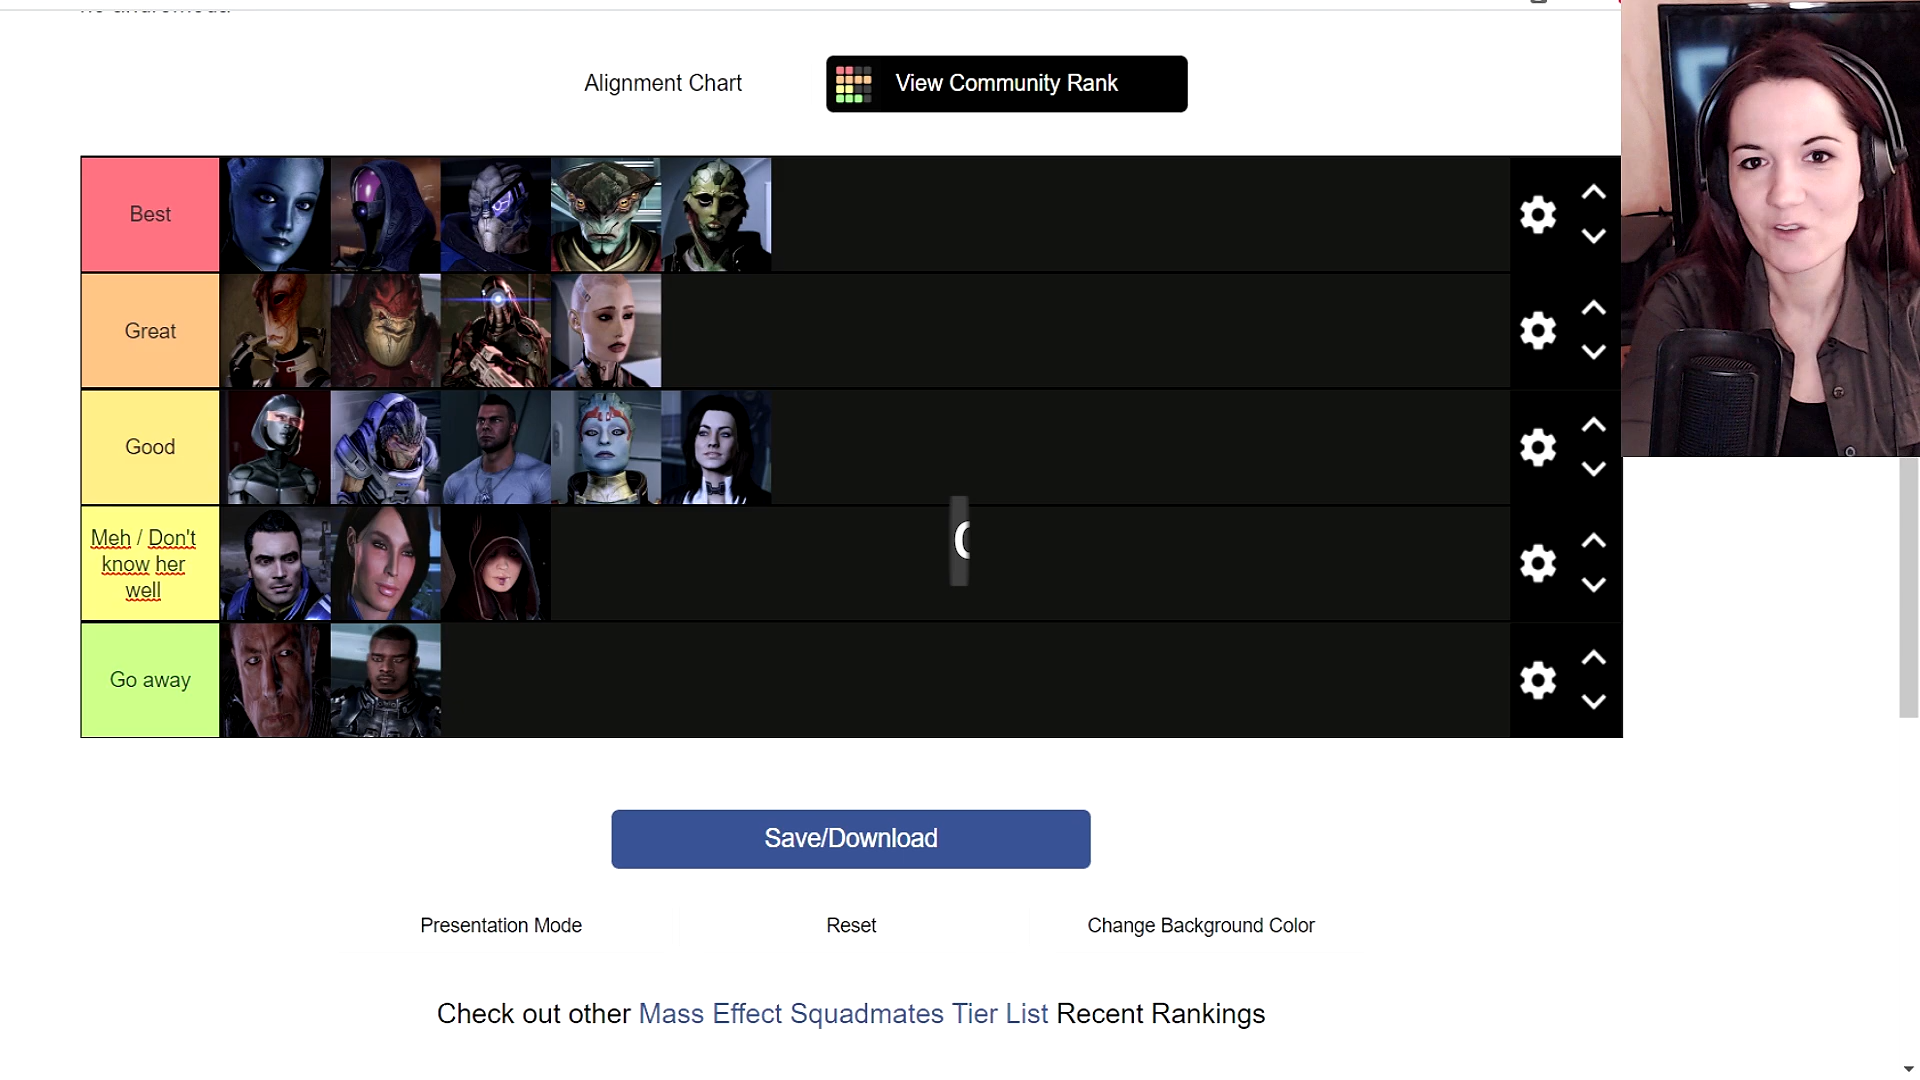 Alignment Chart
View Community Rank
Best
Great
Good
Meh / Don't
know her
well
Go away
Save/Download
Presentation Mode
Reset
Change Background Color
Check out other Mass Effect Squadmates Tier List Recent Rankings